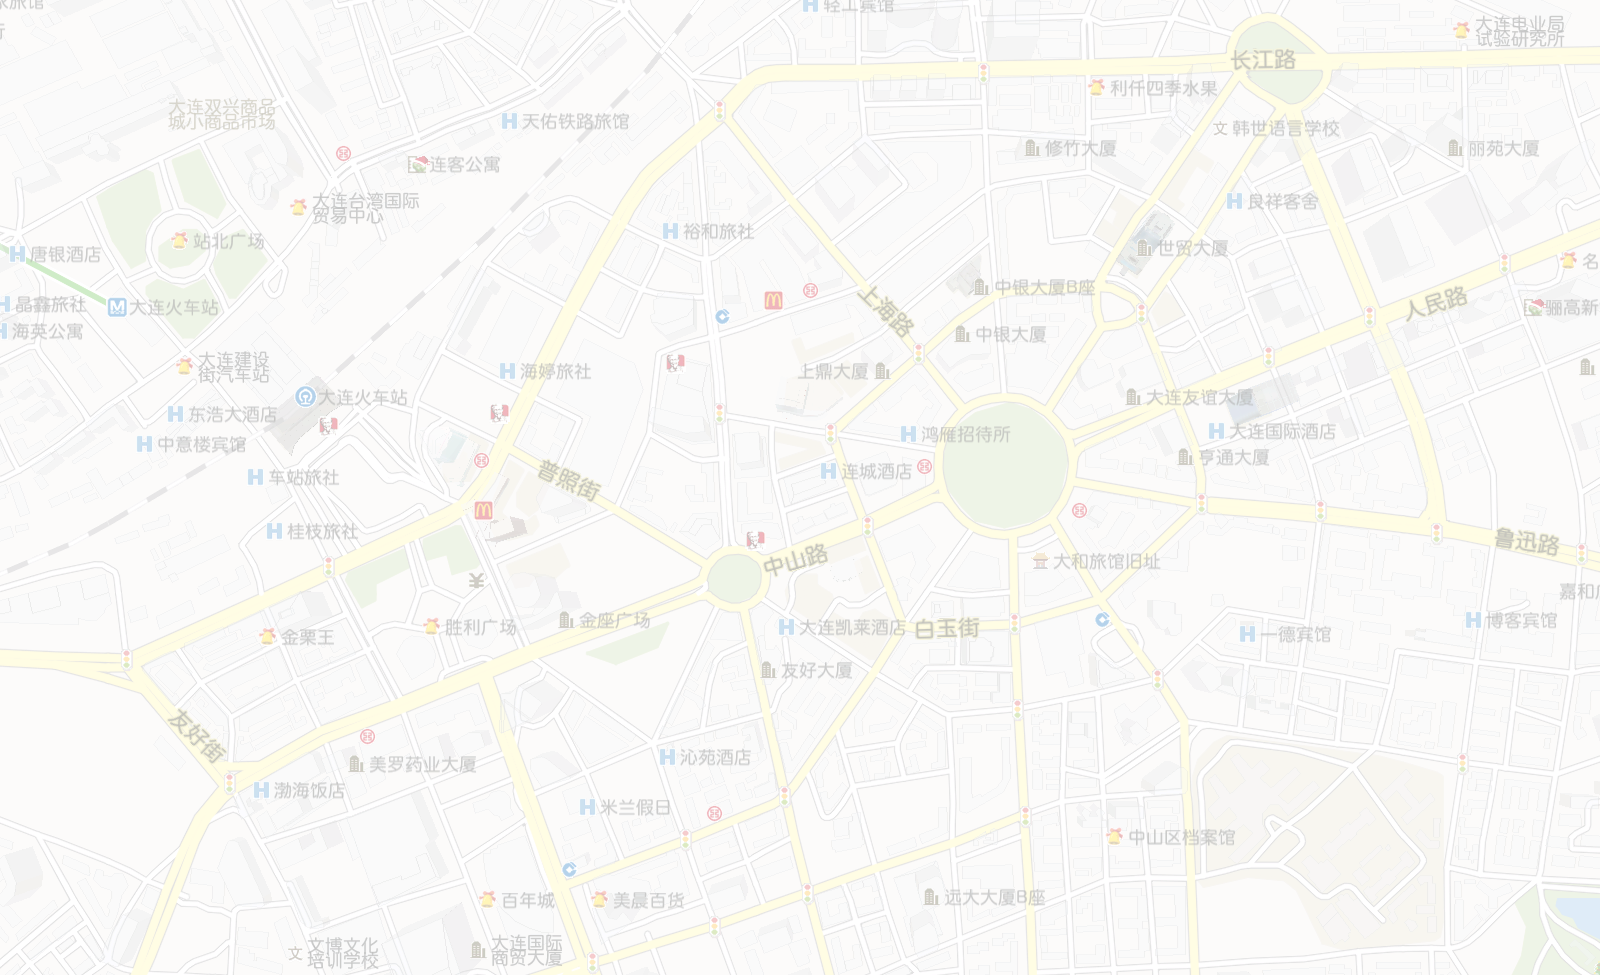 轻工宾馆
大连电业局
试验研究所
长江路
利仟四季水果
大连双兴商品
城小商品市场
天佑铁路旅馆
韩世语言学校
修竹大厦
丽苑大厦
连客公寓
大连台湾国际
贸易中心
良祥客舍
裕和旅社
站北广场
唐银酒店
世贸大厦
名
中银大厦B座
晶鑫旅社
大连火车站
上海路
人民路
骊高新
海英公寓
中银大厦
大连建设
街汽车站
海婷旅社
上鼎大厦
大连火车站
大连友谊大厦
东浩大酒店
鸿雁招待所
大连国际酒店
中意楼宾馆
亨通大厦
连城酒店
车站旅社
普照街
桂枝旅社
鲁迅路
中山路
大和旅馆旧址
嘉和
金座广场
博客宾馆
胜利广场
大连凯莱酒店
白玉街
金栗王
一德宾馆
友好大厦
友好街
沁苑酒店
美罗药业大厦
渤海饭店
米兰假日
中山区档案馆
百年城
美晨百货
远大大厦B座
文博文化
培训学校
大连国际
商贸大厦